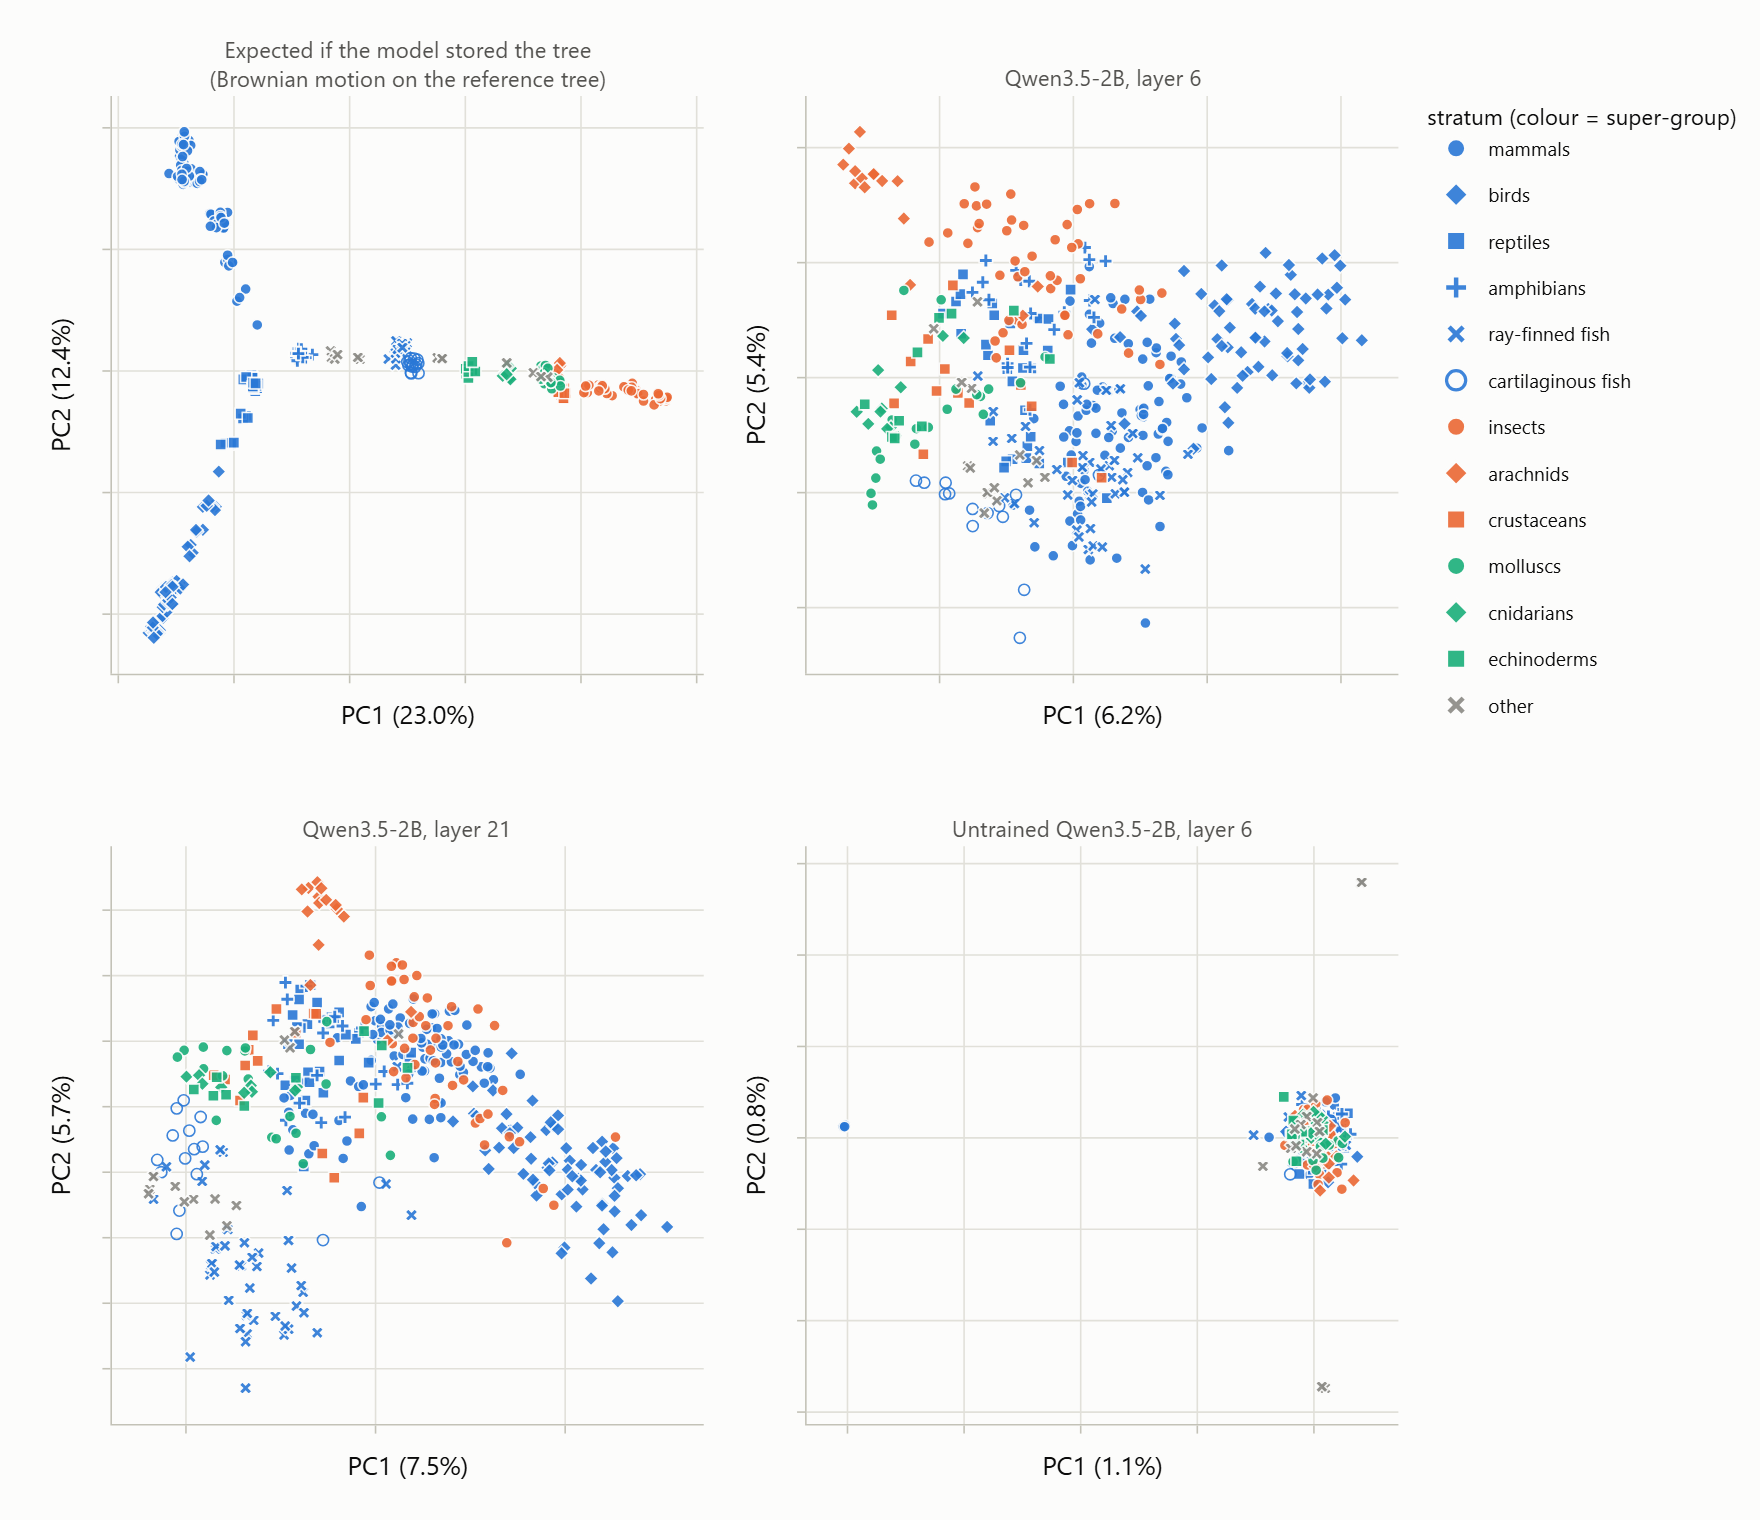 Expected if the model stored the tree
(Brownian motion on the reference tree)
PC2 (12.4%)
PC1 (23.0%)
Qwen3.5-2B, layer 6
PC2 (5.4%)
PC1 (6.2%)
stratum (colour = super-group)
mammals
birds
reptiles
amphibians
ray-finned fish
cartilaginous fish
insects
arachnids
crustaceans
molluscs
cnidarians
echinoderms
other
Qwen3.5-2B, layer 21
PC2 (5.7%)
PC1 (7.5%)
Untrained Qwen3.5-2B, layer 6
PC2 (0.8%)
PC1 (1.1%)